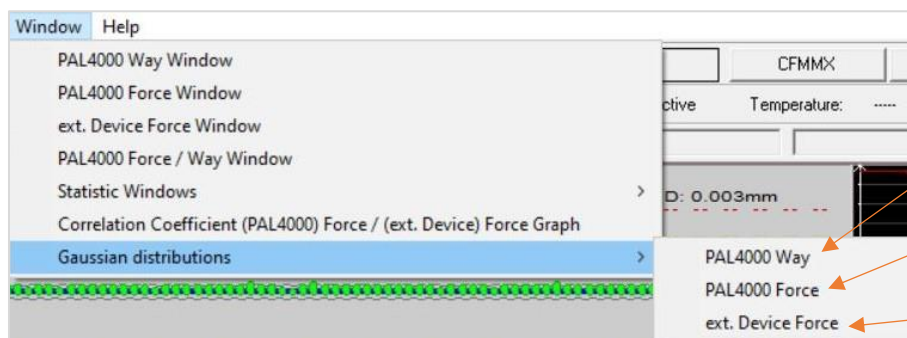 Window Help
PAL4000 Way Window
CFMMX
PAL4000 Force Window
ctive Temperature: -----
ext. Device Force Window
PAL4000 Force / Way Window
Statistic Windows >
D: 0.003mm
Correlation Coefficient (PAL4000) Force / (ext. Device) Force Graph
Gaussian distributions >
PAL4000 Way
PAL4000 Force
ext. Device Force